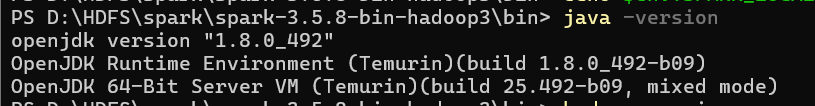 PS D:\HDFS\spark\spark-3.5.8-bin-hadoop3\bin> java -version
openjdk version "1.8.0_492"
OpenJDK Runtime Environment (Temurin)(build 1.8.0_492-b09)
OpenJDK 64-Bit Server VM (Temurin)(build 25.492-b09, mixed mode)